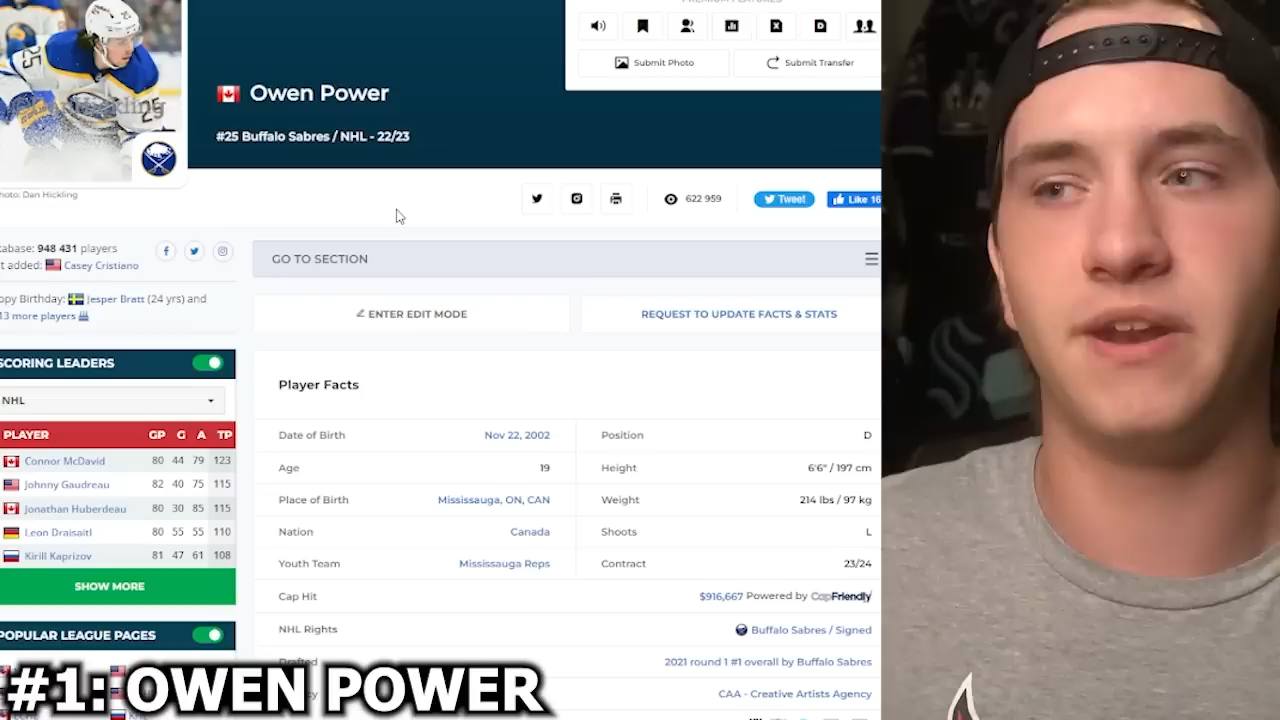 PREMIUM FEATURES
25
25
Submit Photo
Submit Transfer
Owen Power
#25 Buffalo Sabres / NHL - 22/23
hoto: Dan Hickling
622 959
Tweet
Like 16
tabase: 948 431 players
t added: Casey Cristiano
GO TO SECTION
ppy Birthday: Jesper Bratt (24 yrs) and
13 more players
ENTER EDIT MODE
REQUEST TO UPDATE FACTS & STATS
SCORING LEADERS
NHL
PLAYER GP G A TP
Connor McDavid 80 44 79 123
Johnny Gaudreau 82 40 75 115
Jonathan Huberdeau 80 30 85 115
Leon Draisaitl 80 55 55 110
Kirill Kaprizov 81 47 61 108
SHOW MORE
POPULAR LEAGUE PAGES
Player Facts
Date of Birth Nov 22, 2002 Position D
Age 19 Height 6'6" / 197 cm
Place of Birth Mississauga, ON, CAN Weight 214 lbs / 97 kg
Nation Canada Shoots L
Youth Team Mississauga Reps Contract 23/24
Cap Hit $916,667 Powered by CapFriendly
NHL Rights Buffalo Sabres / Signed
Drafted 2021 round 1 #1 overall by Buffalo Sabres
CAA - Creative Artists Agency
#1: OWEN POWER